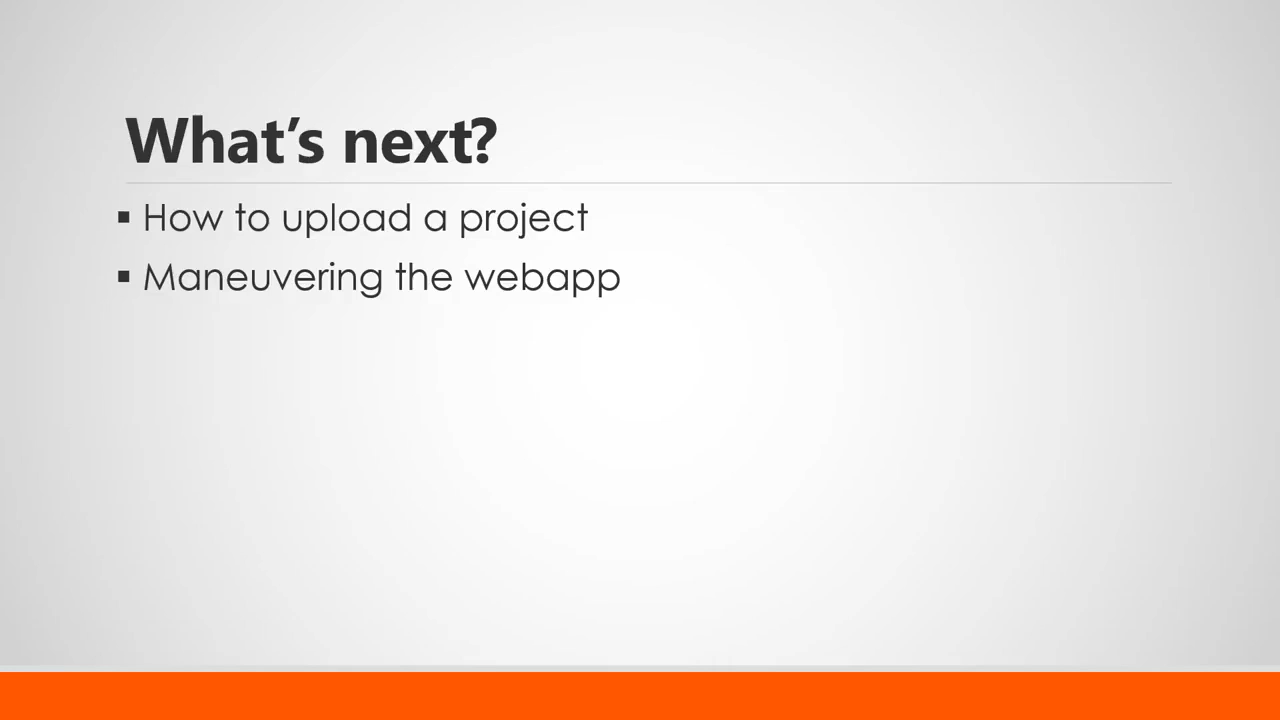 What’s next?
▪ How to upload a project
▪ Maneuvering the webapp